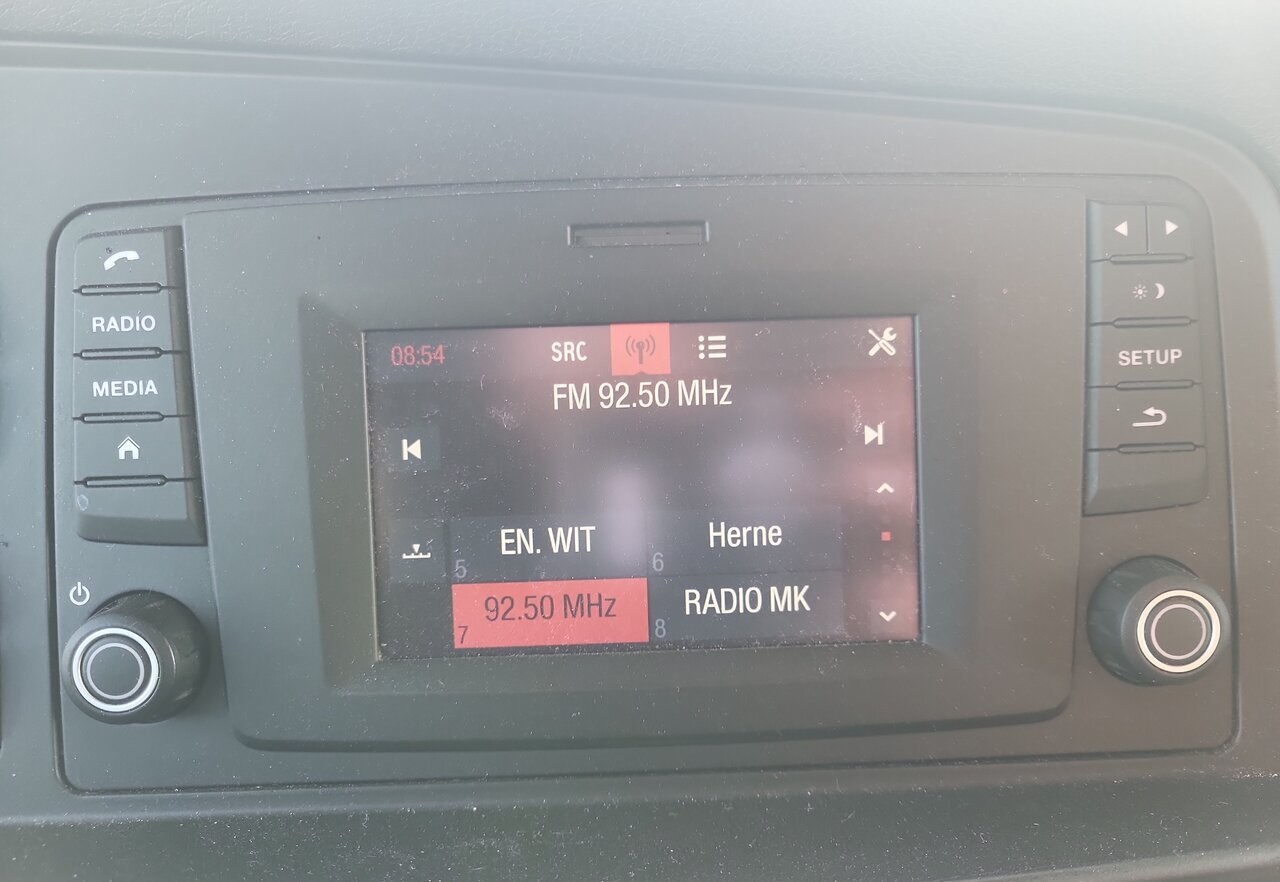 RADIO
MEDIA
08:54 SRC
FM 92.50 MHz
5 EN. WIT
6 Herne
7 92.50 MHz
8 RADIO MK
SETUP